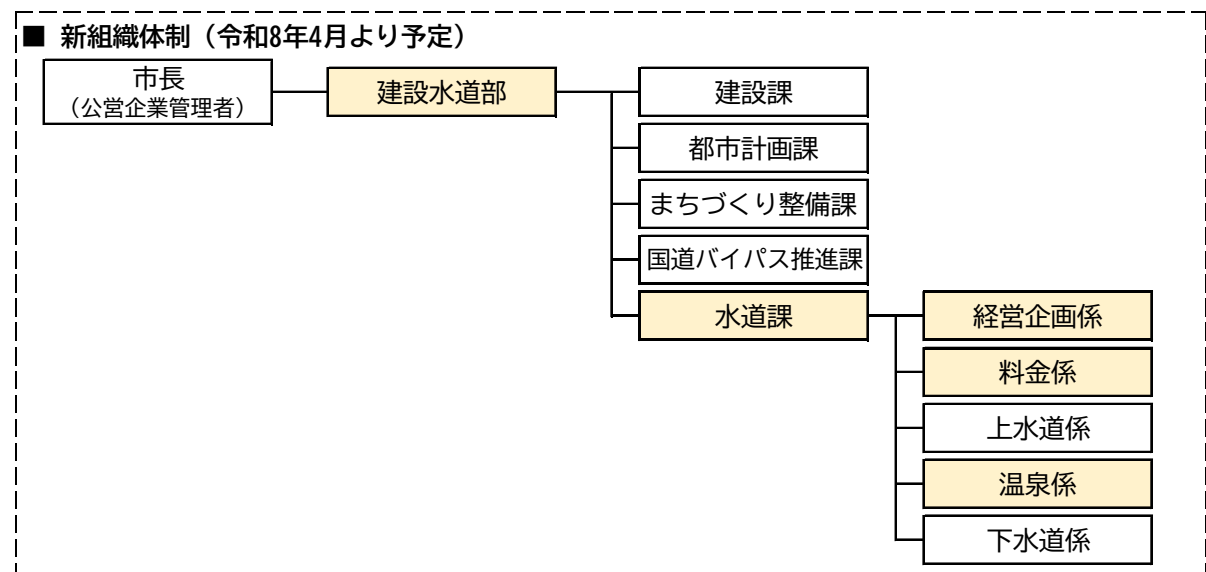 ■ 新組織体制（令和8年4月より予定）
市長
（公営企業管理者）
建設水道部
建設課
都市計画課
まちづくり整備課
国道バイパス推進課
水道課
経営企画係
料金係
上水道係
温泉係
下水道係